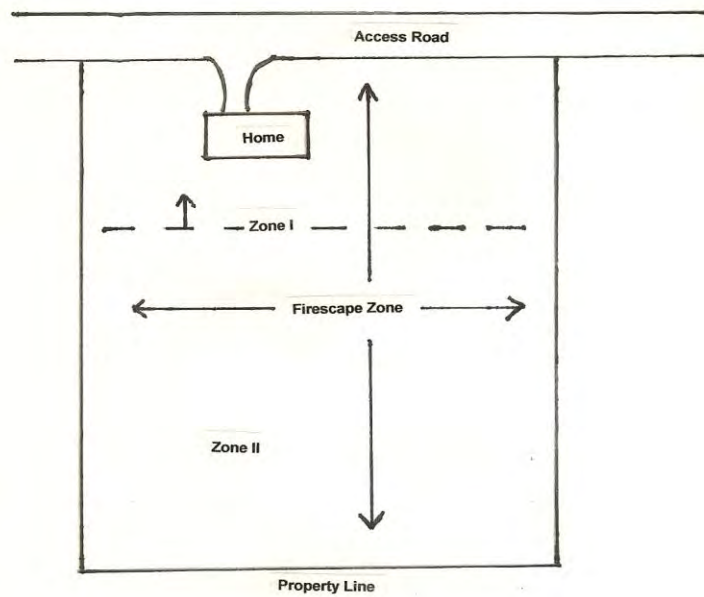 Access Road
Home
Zone I
Firescape Zone
Zone II
Property Line